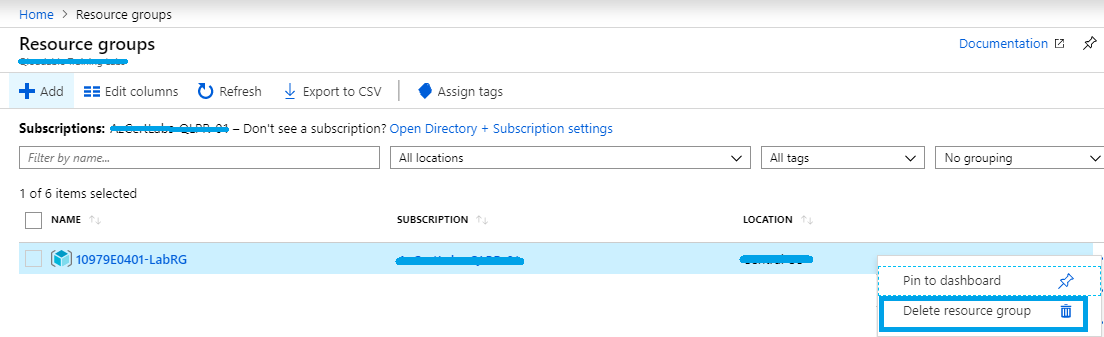 Home > Resource groups
Resource groups
Documentation
Add Edit columns Refresh Export to CSV Assign tags
Subscriptions: – Don't see a subscription? Open Directory + Subscription settings
Filter by name... All locations All tags No grouping
1 of 6 items selected
NAME SUBSCRIPTION LOCATION
10979E0401-LabRG
Pin to dashboard
Delete resource group